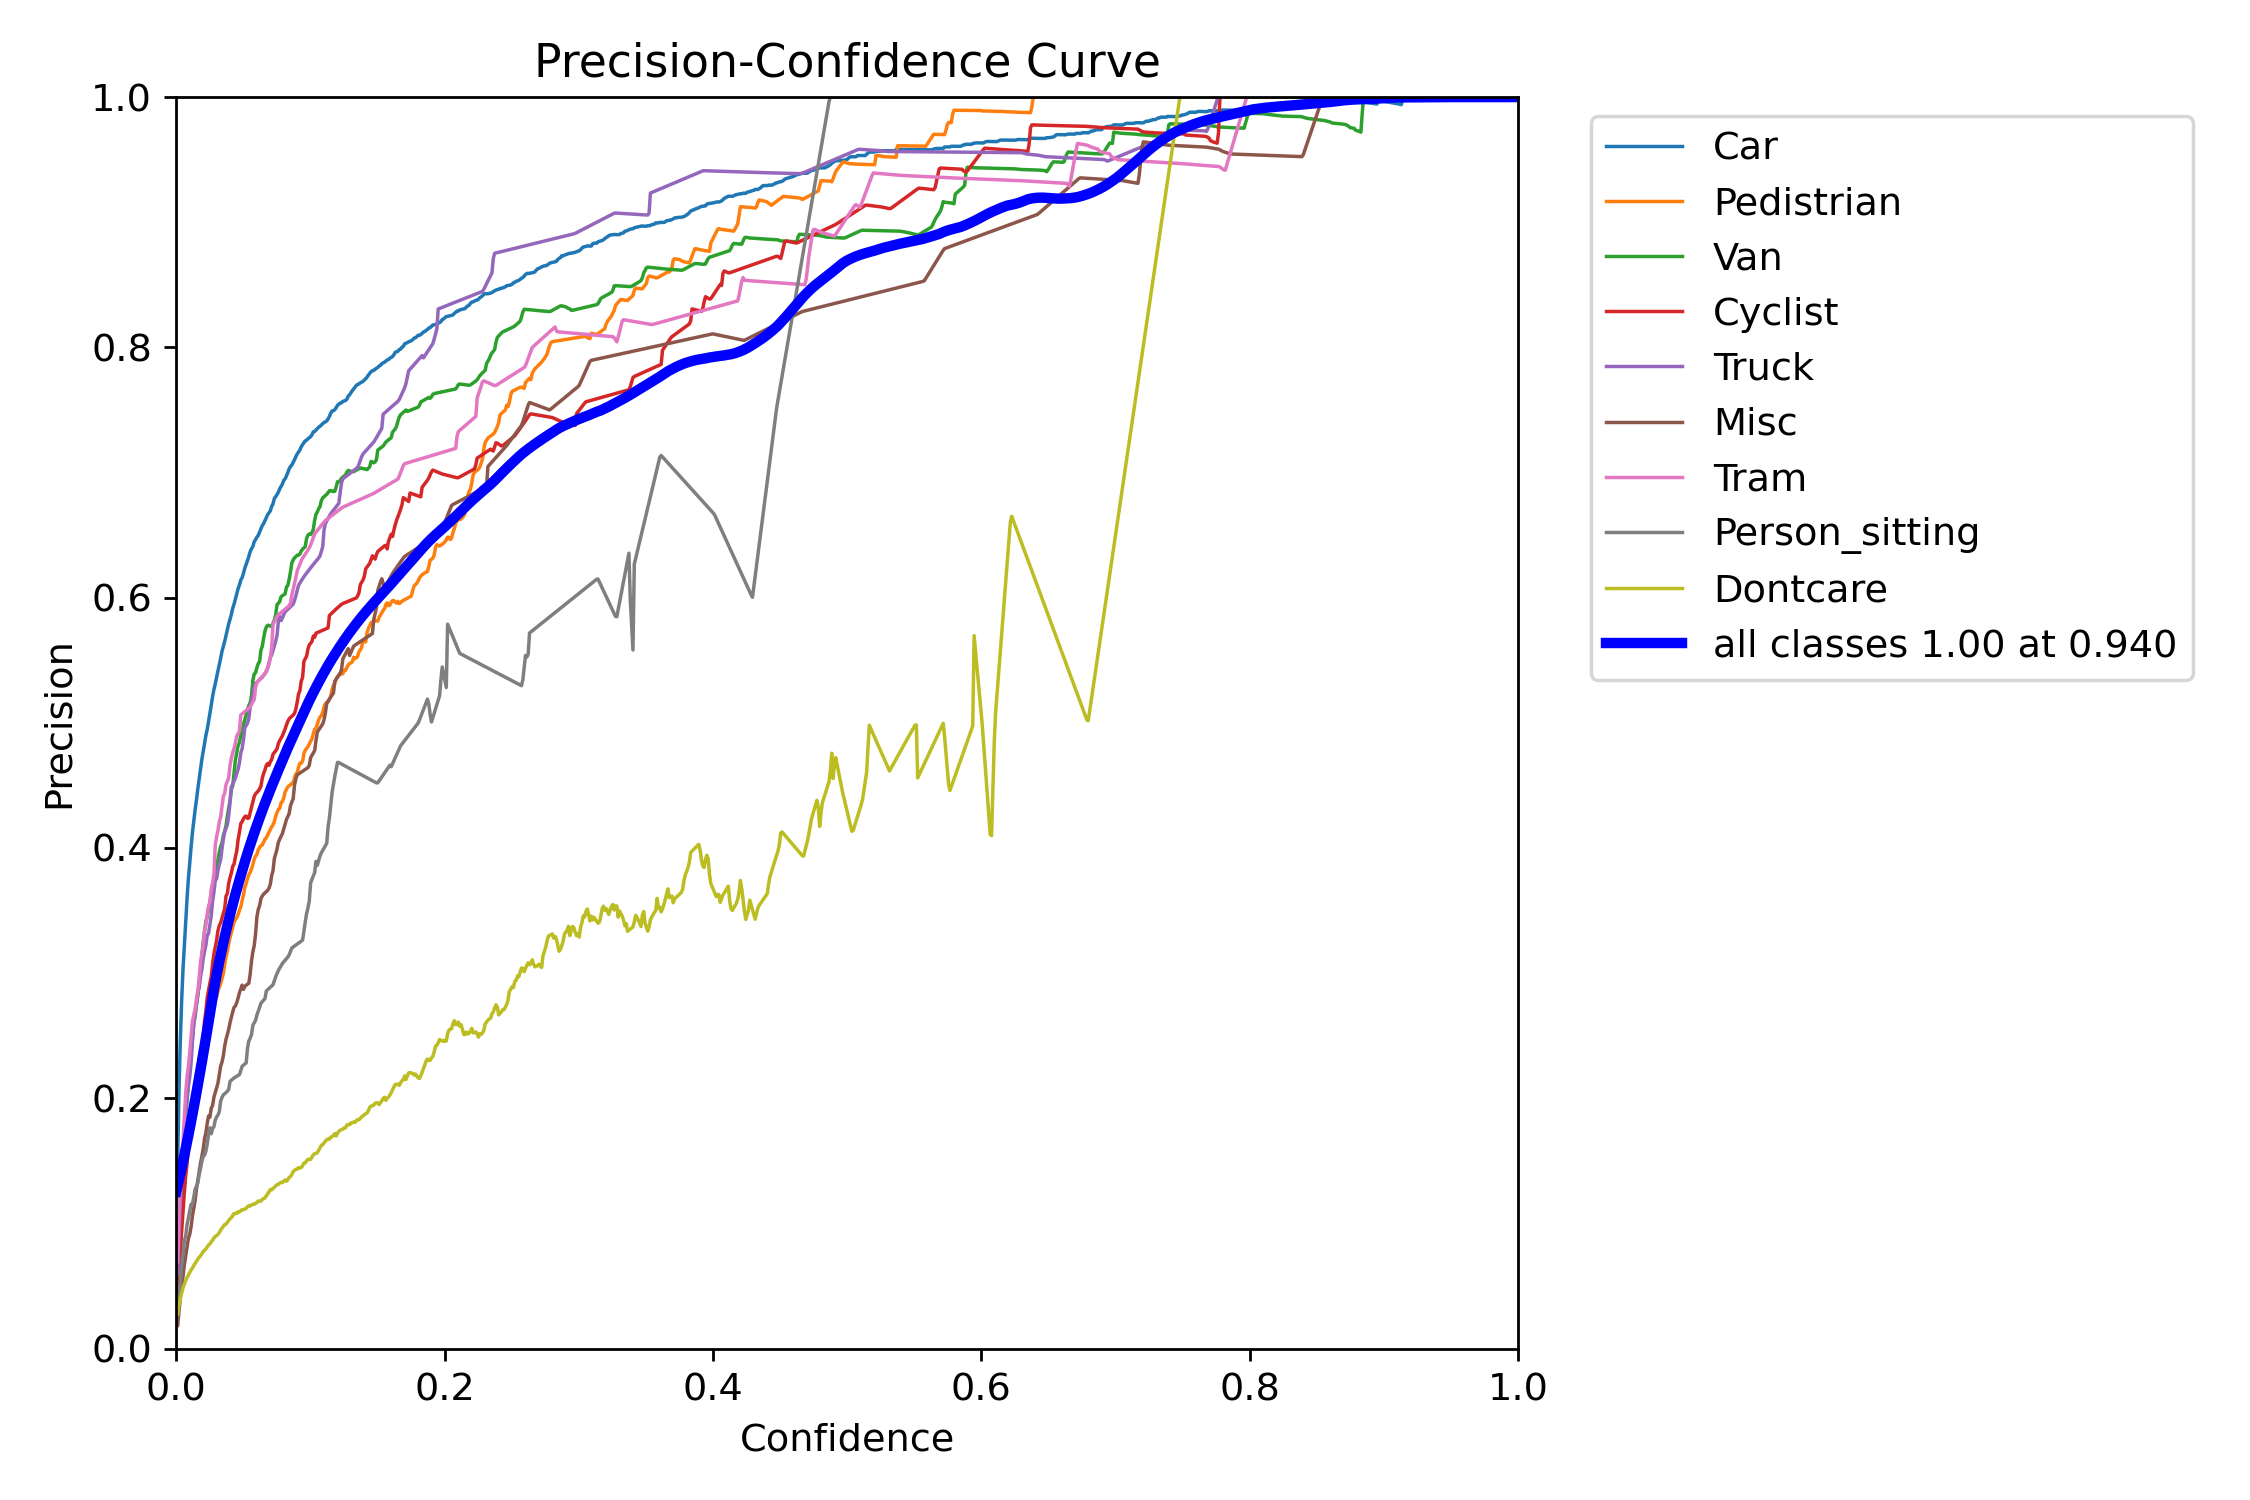 Precision-Confidence Curve
1.0
0.8
0.6
0.4
0.2
0.0
Precision
0.0 0.2 0.4 0.6 0.8 1.0
Confidence
Car
Pedistrian
Van
Cyclist
Truck
Misc
Tram
Person_sitting
Dontcare
all classes 1.00 at 0.940